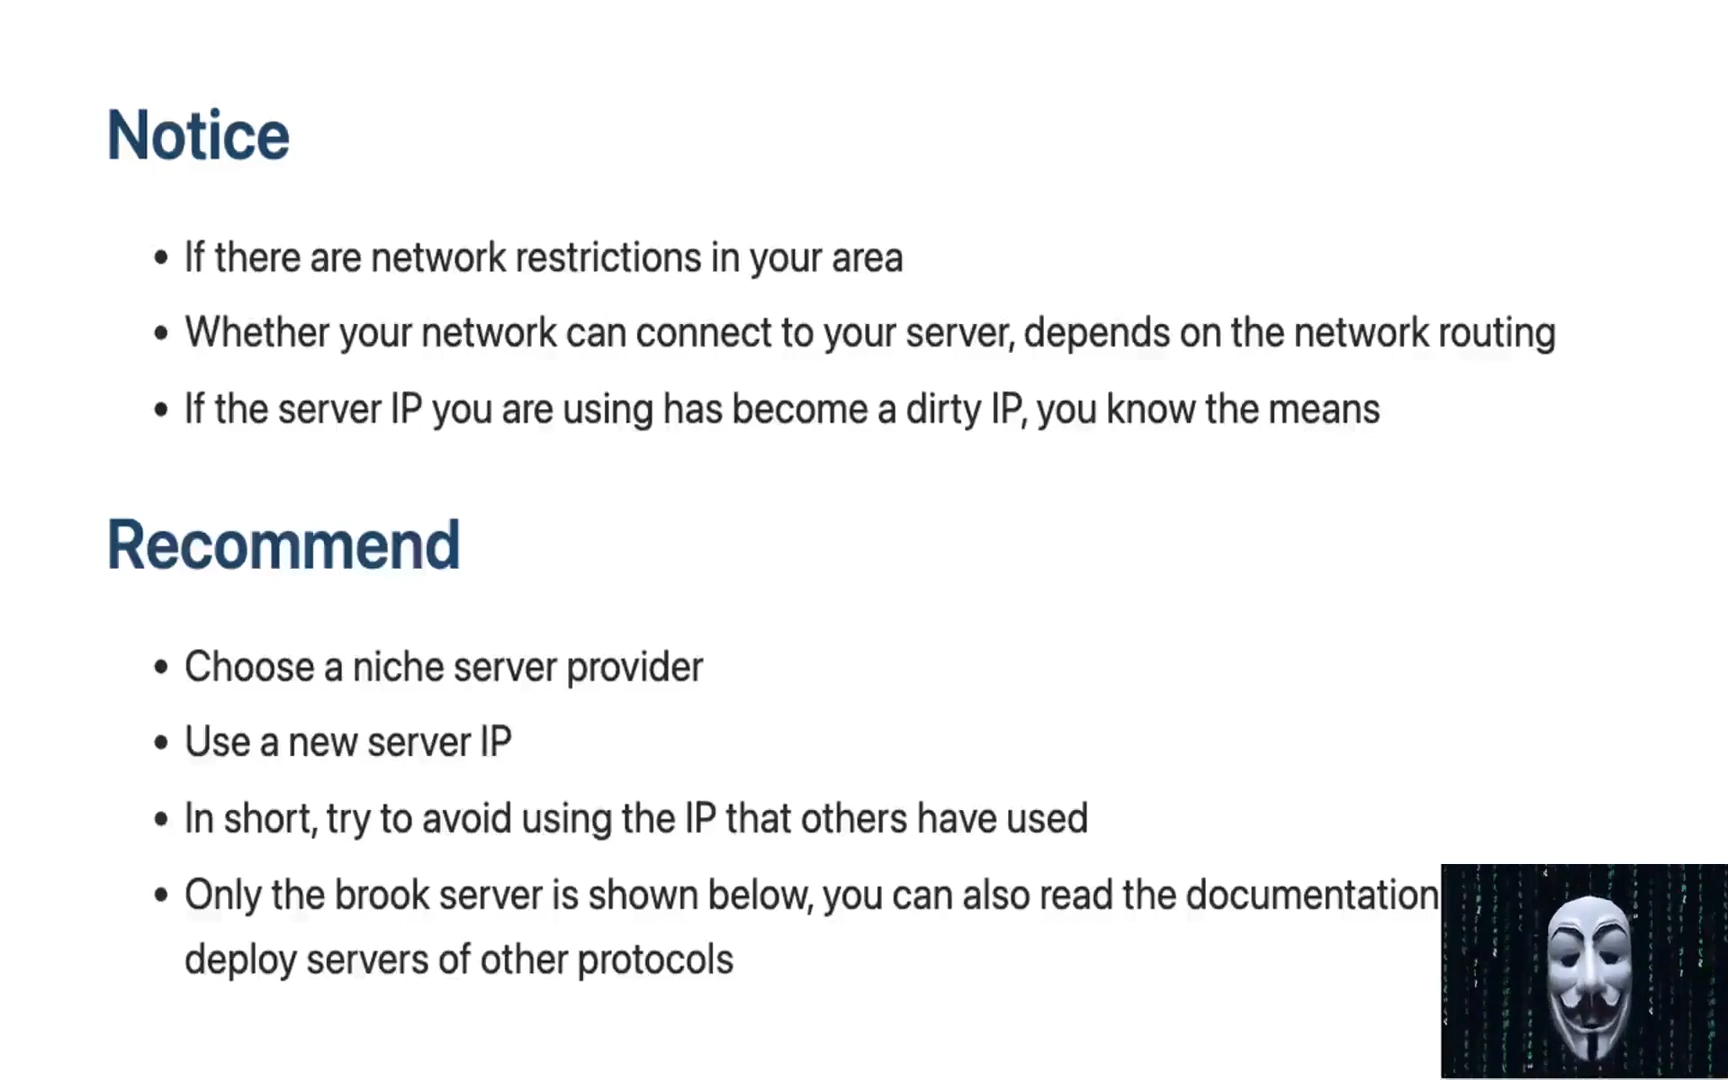 Notice
If there are network restrictions in your area
Whether your network can connect to your server, depends on the network routing
If the server IP you are using has become a dirty IP, you know the means
Recommend
Choose a niche server provider
Use a new server IP
In short, try to avoid using the IP that others have used
Only the brook server is shown below, you can also read the documentation
deploy servers of other protocols